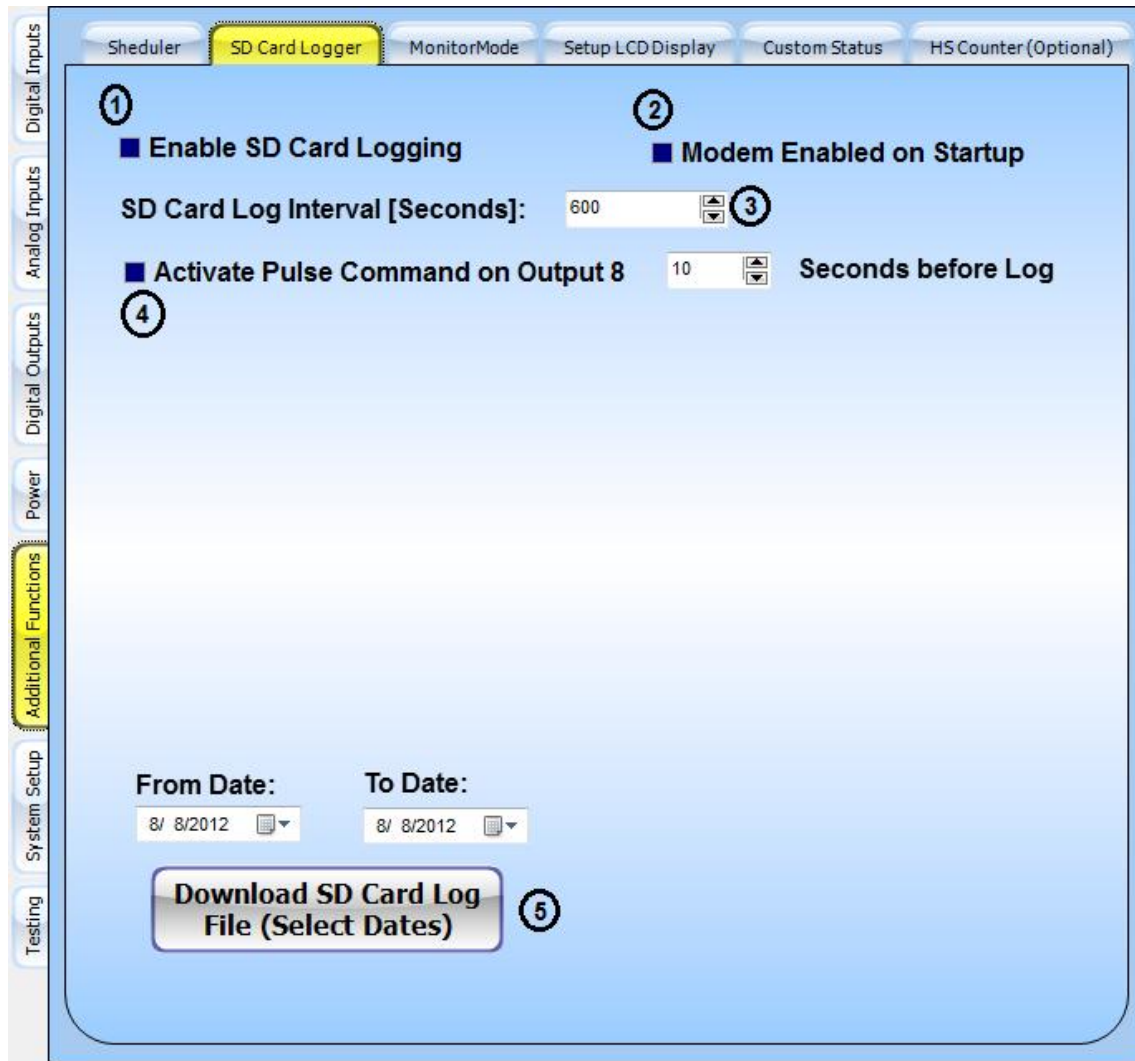 Sheduler
SD Card Logger
MonitorMode
Setup LCD Display
Custom Status
HS Counter (Optional)
Digital Inputs
Analog Inputs
Digital Outputs
Power
Additional Functions
System Setup
Testing
1
Enable SD Card Logging
2
Modem Enabled on Startup
SD Card Log Interval [Seconds]:
600
3
Activate Pulse Command on Output 8
10
Seconds before Log
4
From Date:
To Date:
8/ 8/2012
8/ 8/2012
Download SD Card Log
File (Select Dates)
5